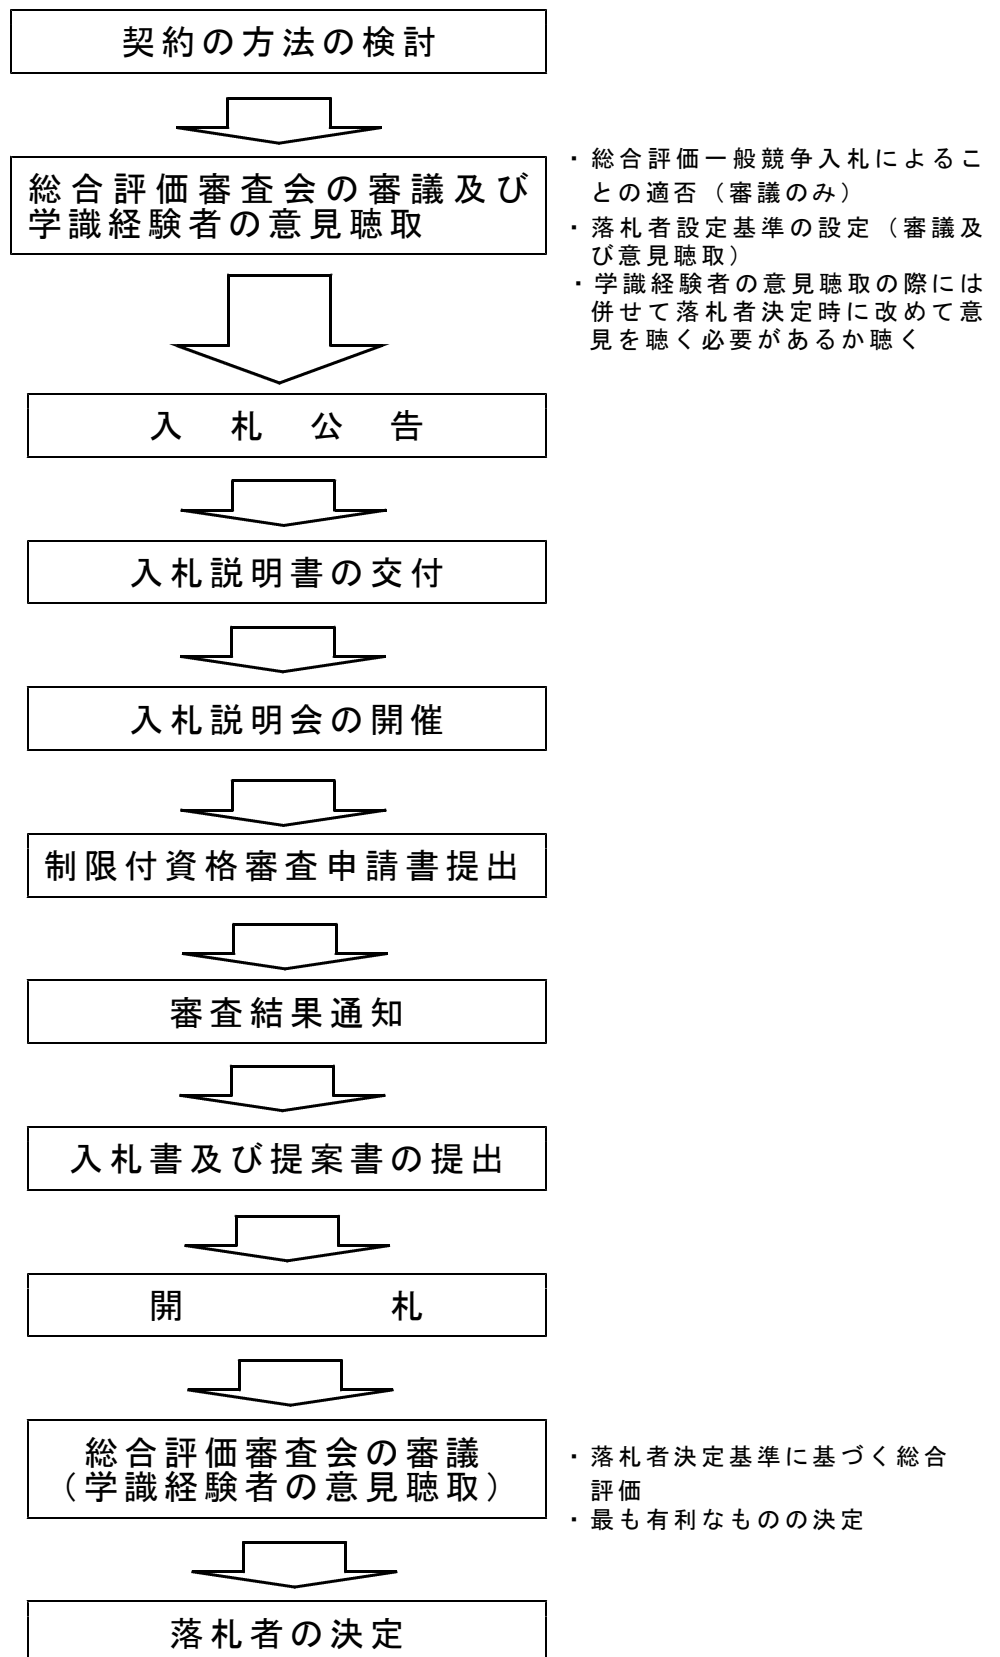 契約の方法の検討
総合評価審査会の審議及び
学識経験者の意見聴取
・総合評価一般競争入札によるこ
との適否（審議のみ）
・落札者設定基準の設定（審議及
び意見聴取）
・学識経験者の意見聴取の際には
併せて落札者決定時に改めて意
見を聴く必要があるか聴く
入札公告
入札説明書の交付
入札説明会の開催
制限付資格審査申請書提出
審査結果通知
入札書及び提案書の提出
開札
総合評価審査会の審議
（学識経験者の意見聴取）
・落札者決定基準に基づく総合
評価
・最も有利なものの決定
落札者の決定